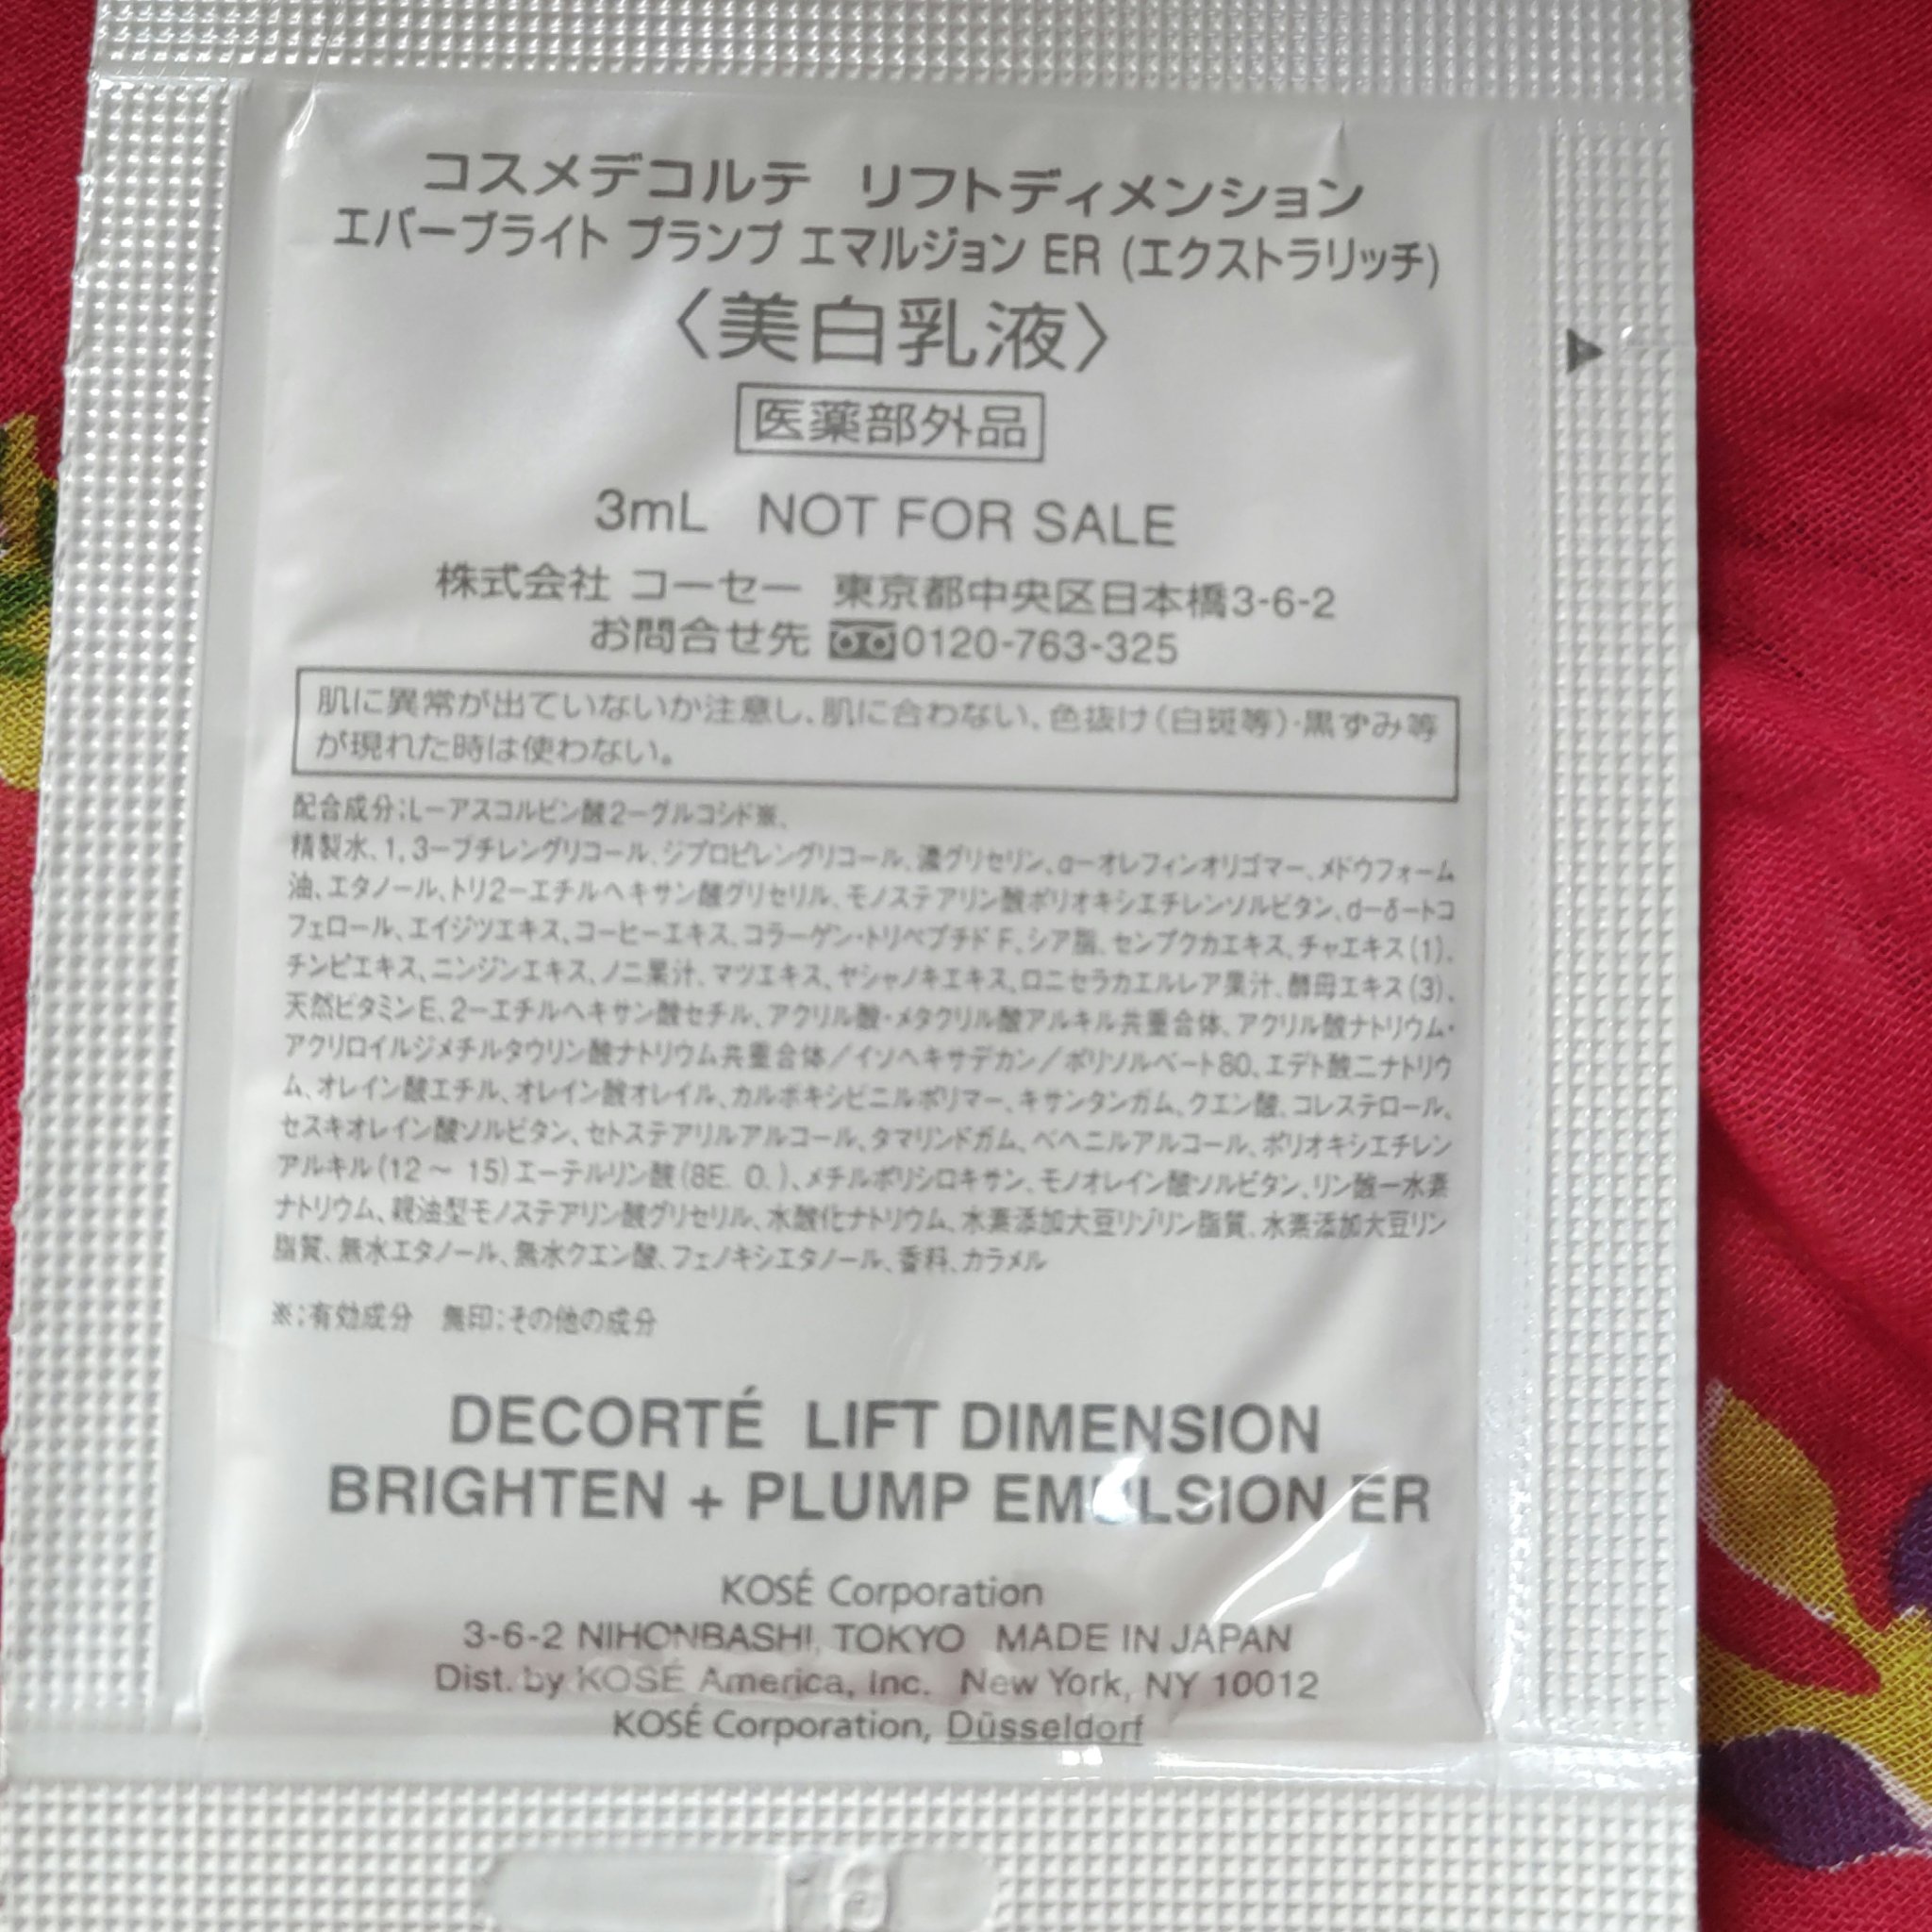 コスメデコルテ リフトディメンション
エバーブライト プランプ エマルジョン ER (エクストラリッチ)
〈美白乳液〉
医薬部外品
3mL NOT FOR SALE
株式会社 コーセー 東京都中央区日本橋3-6-2
お問合せ先 0120-763-325
肌に異常が出ていないか注意し、肌に合わない、色抜け(白斑等)・黒ずみ等
が現れた時は使わない。
配合成分:L−アスコルビン酸2−グルコシド※、
精製水、1,3−ブチレングリコール、ジプロピレングリコール、濃グリセリン、α−オレフィンオリゴマー、メドウフォーム
油、エタノール、トリ2−エチルヘキサン酸グリセリル、モノステアリン酸ポリオキシエチレンソルビタン、d−δ−トコ
フェロール、エイジツエキス、コーヒーエキス、コラーゲン・トリペプチド F、シア脂、センプクカエキス、チャエキス(1)、
チンピエキス、ニンジンエキス、ノニ果汁、マツエキス、ヤシャノキエキス、ロニセラカエルレア果汁、酵母エキス(3)、
天然ビタミンE、2−エチルヘキサン酸セチル、アクリル酸・メタクリル酸アルキル共重合体、アクリル酸ナトリウム・
アクリロイルジメチルタウリン酸ナトリウム共重合体/イソヘキサデカン/ポリソルベート80、エデト酸二ナトリウ
ム、オレイン酸エチル、オレイン酸オレイル、カルボキシビニルポリマー、キサンタンガム、クエン酸、コレステロール、
セスキオレイン酸ソルビタン、セトステアリルアルコール、タマリンドガム、ベヘニルアルコール、ポリオキシエチレン
アルキル(12 ~ 15)エーテルリン酸(8E. O.)、メチルポリシロキサン、モノオレイン酸ソルビタン、リン酸一水素
ナトリウム、親油型モノステアリン酸グリセリル、水酸化ナトリウム、水素添加大豆リゾリン脂質、水素添加大豆リン
脂質、無水エタノール、無水クエン酸、フェノキシエタノール、香料、カラメル
※:有効成分 無印:その他の成分
DECORTÉ LIFT DIMENSION
BRIGHTEN + PLUMP EMULSION ER
KOSÉ Corporation
3-6-2 NIHONBASHI, TOKYO MADE IN JAPAN
Dist. by KOSÉ America, Inc. New York, NY 10012
KOSÉ Corporation, Düsseldorf